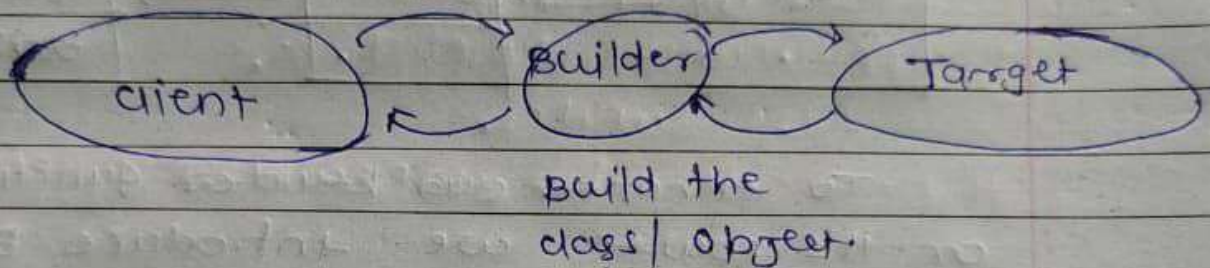 client
Builder
Target
Build the
class/ Object.